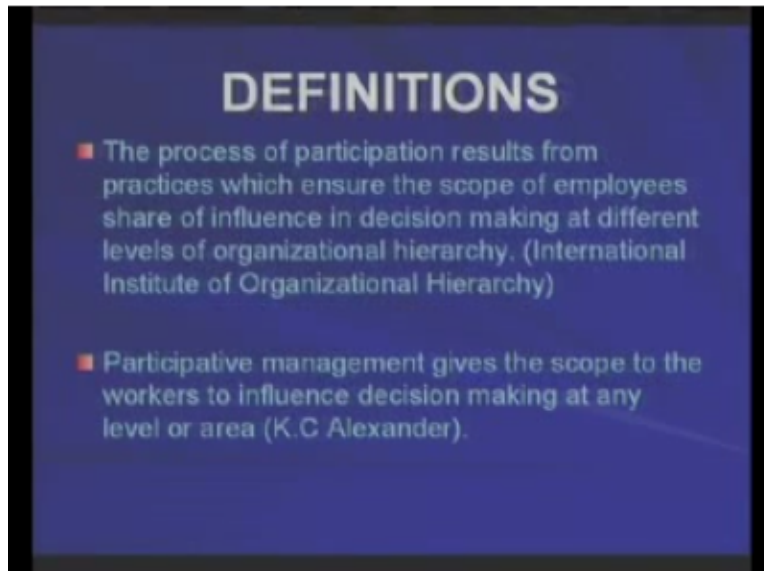 DEFINITIONS
The process of participation results from
practices which ensure the scope of employees
share of influence in decision making at different
levels of organizational hierarchy. (International
Institute of Organizational Hierarchy)
Participative management gives the scope to the
workers to influence decision making at any
level or area (K.C Alexander).